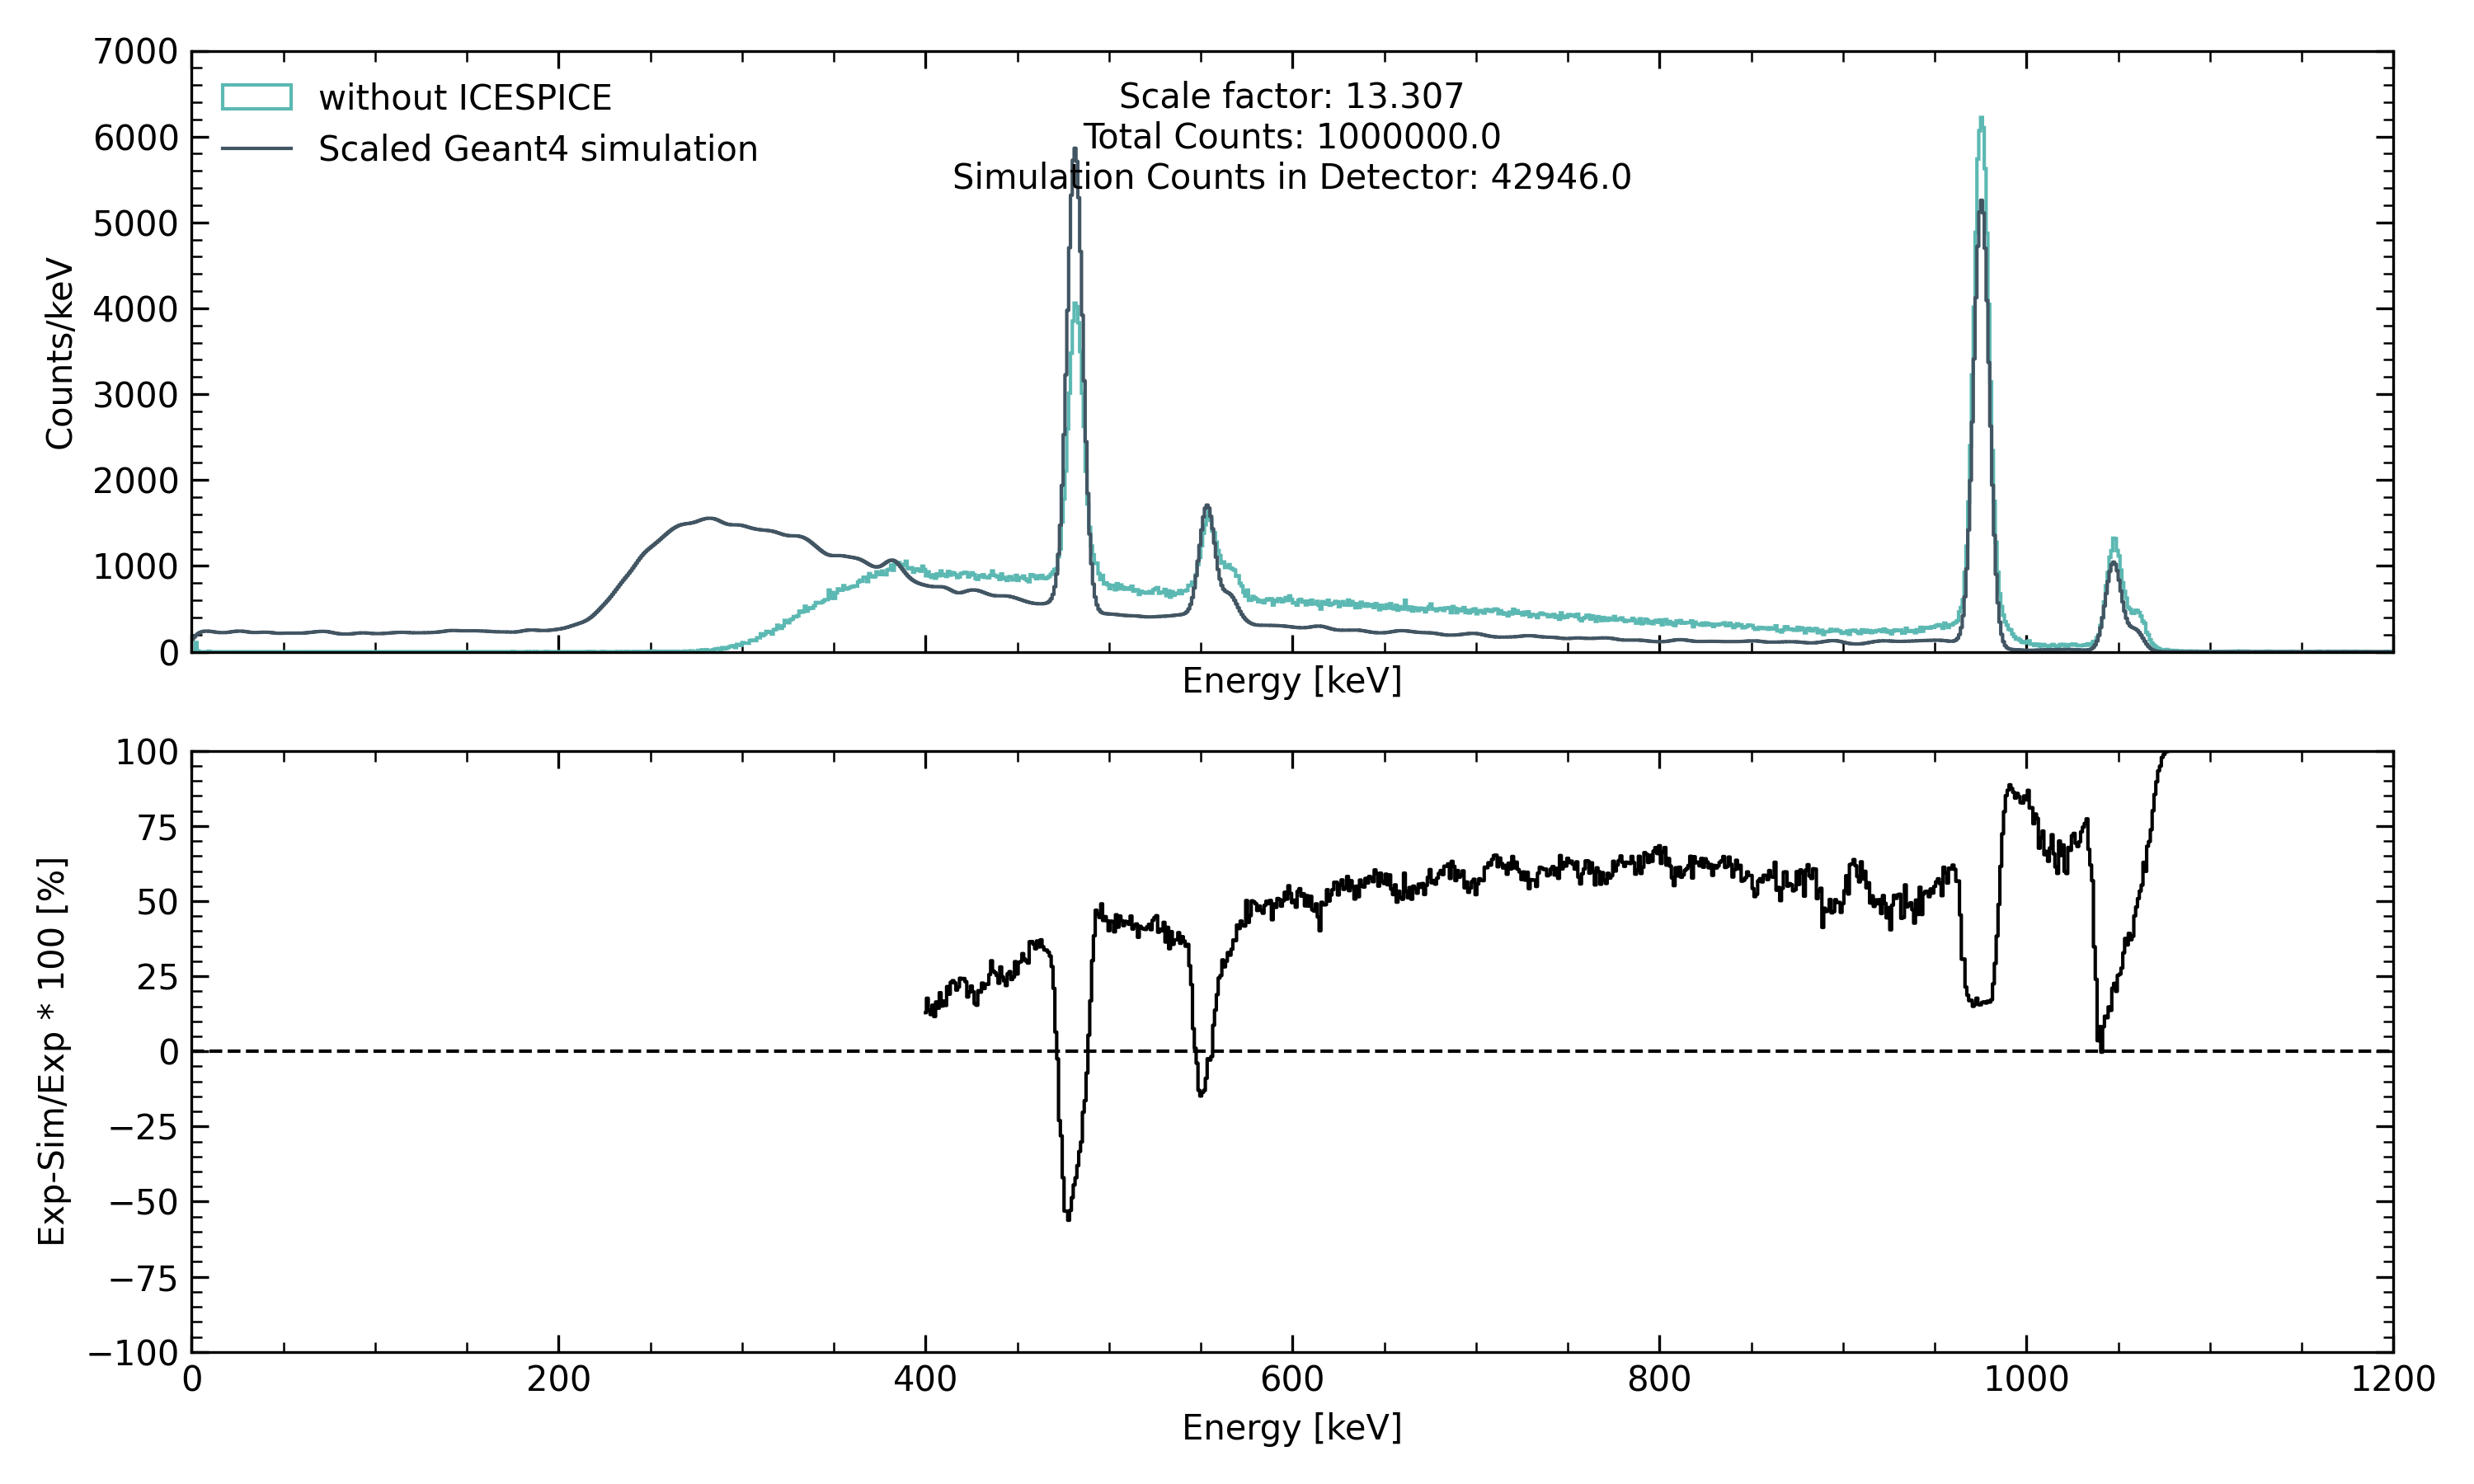 7000
6000
5000
4000
3000
2000
1000
0
Counts/keV
without ICESPICE
Scaled Geant4 simulation
Scale factor: 13.307
Total Counts: 1000000.0
Simulation Counts in Detector: 42946.0
Energy [keV]
100
75
50
25
0
−25
−50
−75
−100
Exp-Sim/Exp * 100 [%]
0 200 400 600 800 1000 1200
Energy [keV]